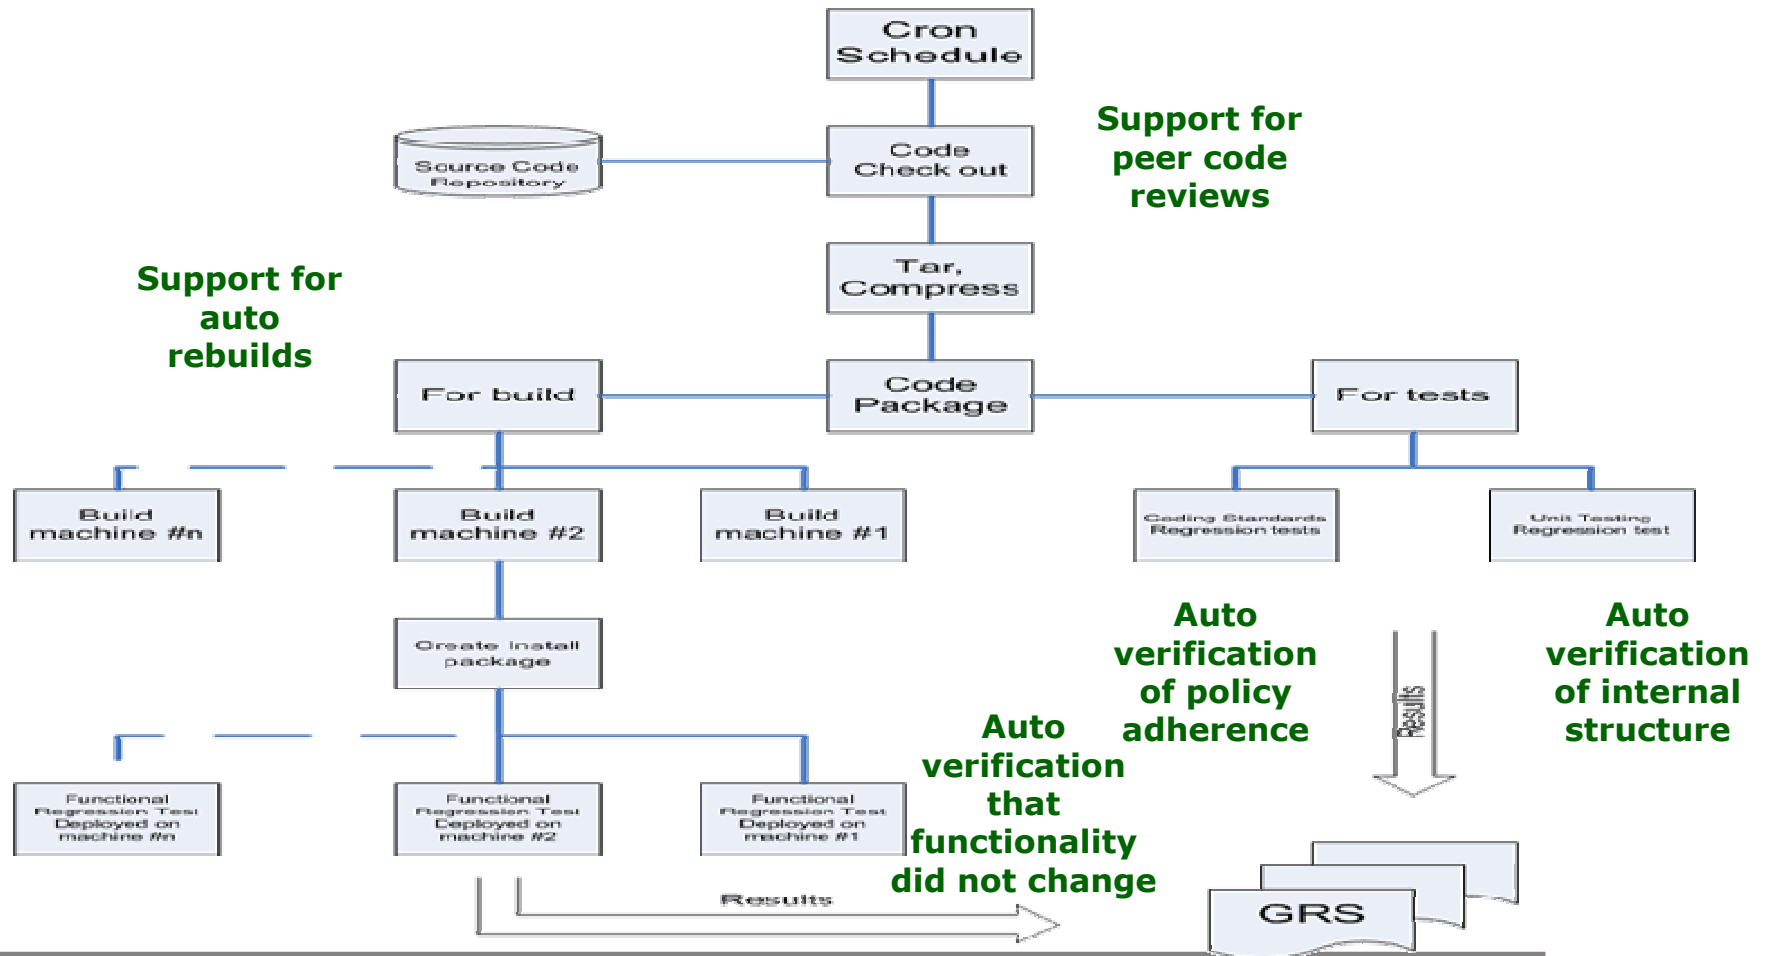 Cron
Schedule
Source Code
Repository
Code
Check out
Support for
peer code
reviews
Tar,
Compress
Support for
auto
rebuilds
For build
Code
Package
For tests
Build
machine #n
Build
machine #2
Build
machine #1
Coding Standards
Regression tests
Unit Testing
Regression test
Create Install
package
Auto
verification
of policy
adherence
Results
Auto
verification
of internal
structure
Functional
Regression Test
Deployed on
machine #n
Functional
Regression Test
Deployed on
machine #2
Functional
Regression Test
Deployed on
machine #1
Auto
verification
that
functionality
did not change
Results
GRS